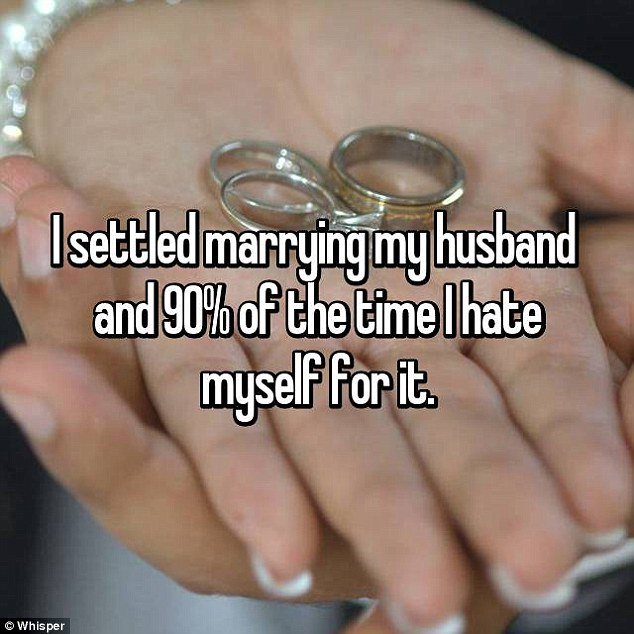 I settled marrying my husband
and 90% of the time I hate
myself for it.
© Whisper